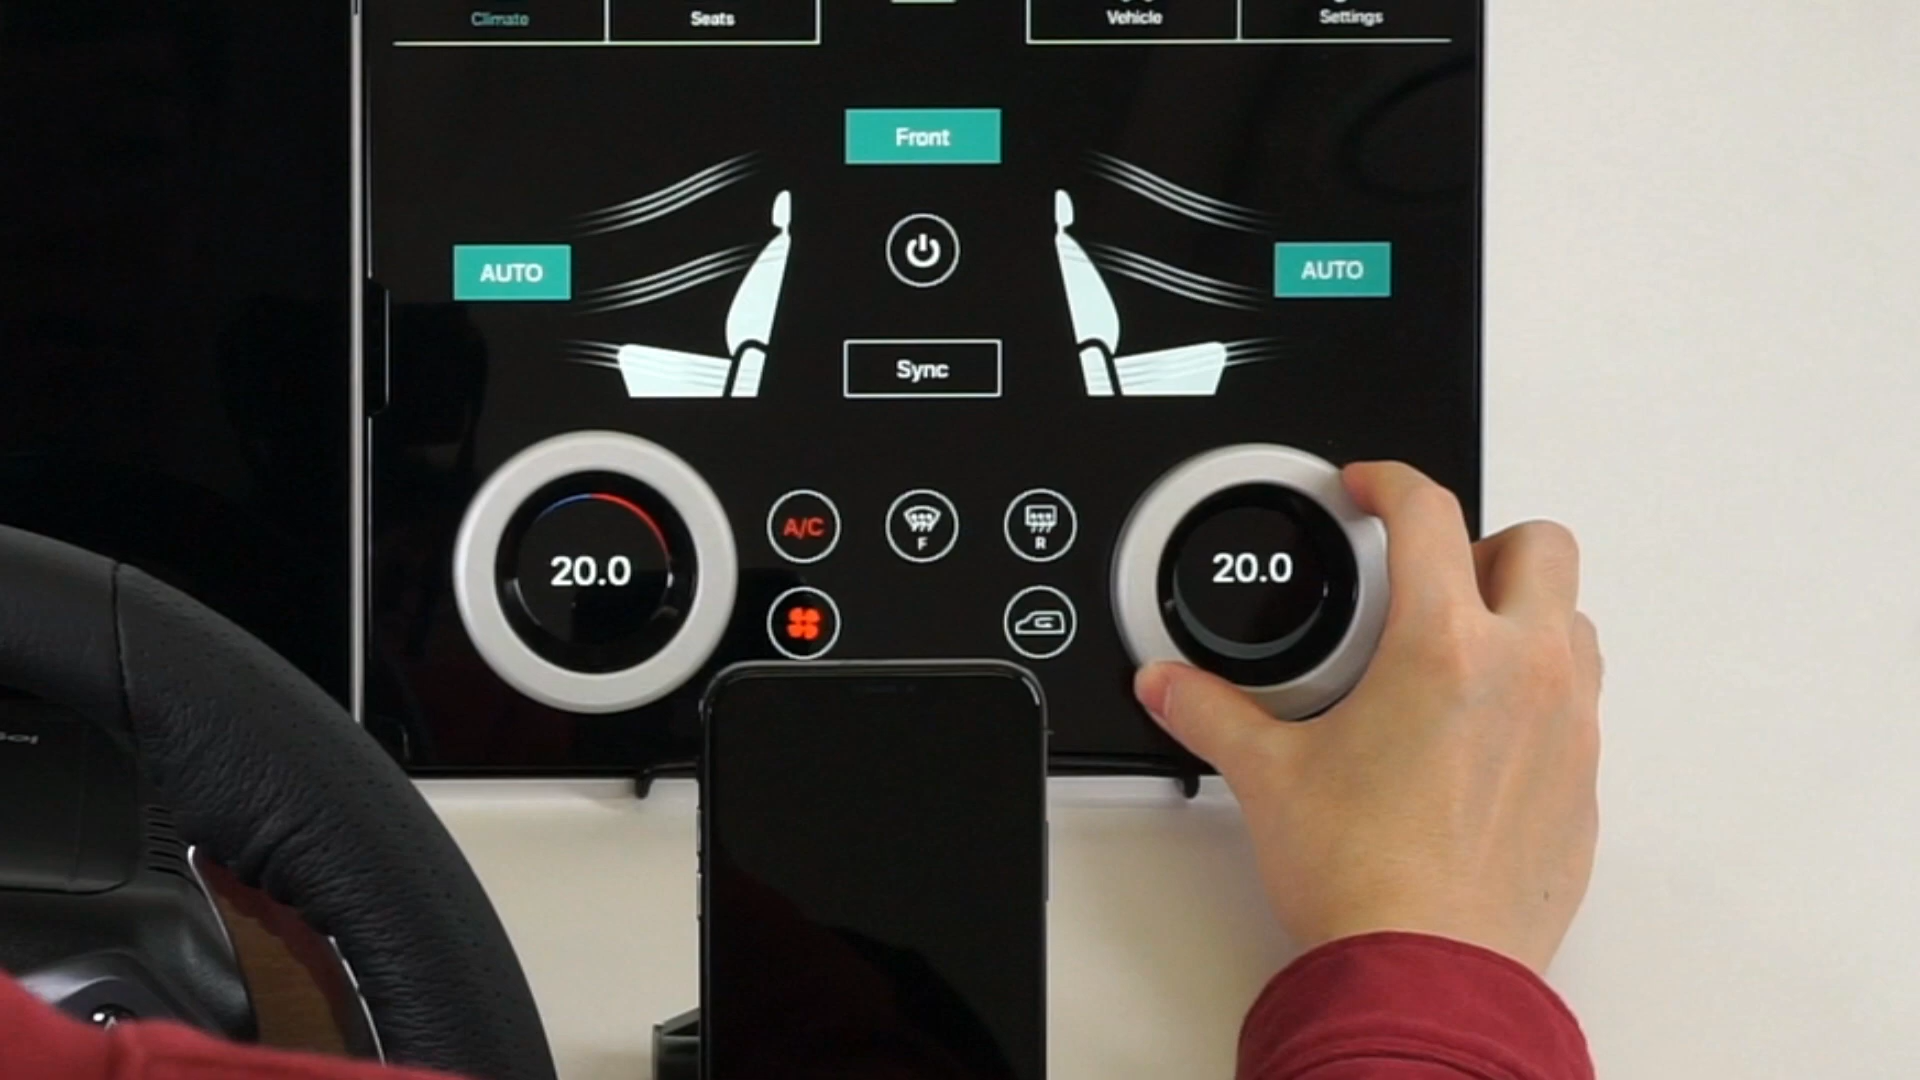 Climate
Seats
Vehicle
Settings
Front
AUTO
AUTO
Sync
A/C
F
R
20.0
20.0